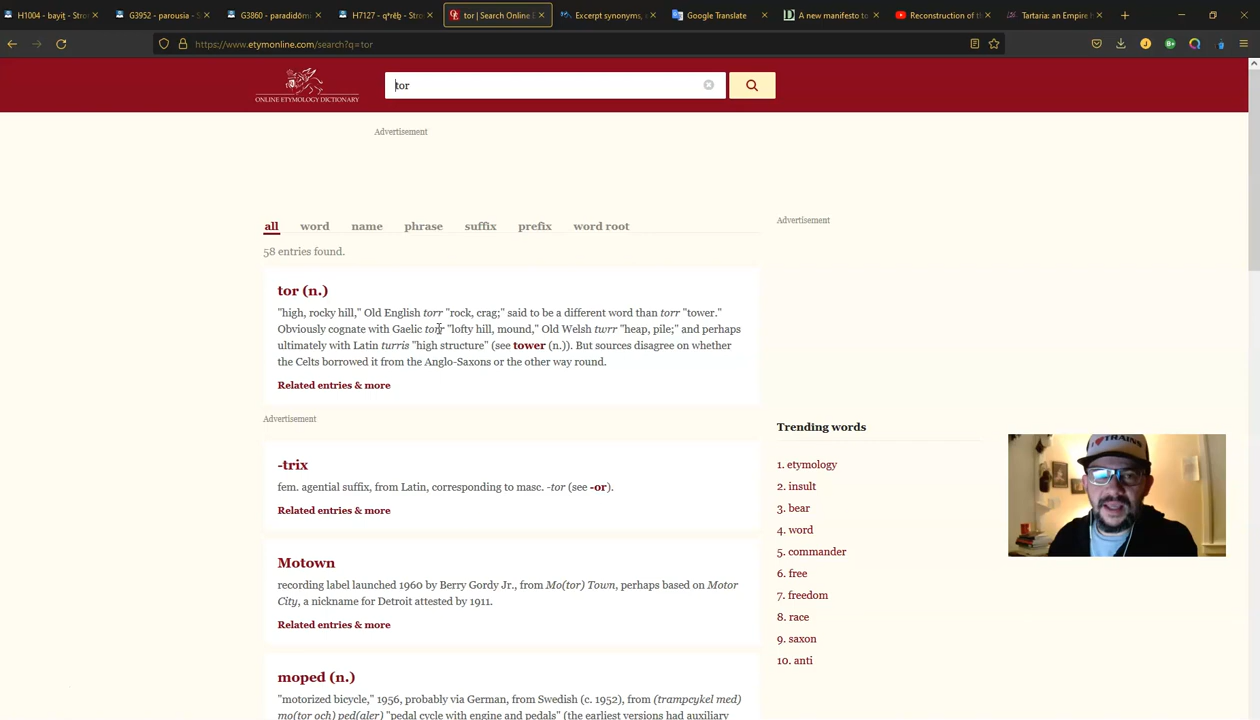 H1004 - bayiṯ - Stro
G3952 - parousia - Str
G3860 - paradidōmi
H7127 - qᵉrēḇ - Stro
tor | Search Online E
Excerpt synonyms,
Google Translate
A new manifesto to
Reconstruction of t
Tartaria: an Empire
https://www.etymonline.com/search?q=tor
ONLINE ETYMOLOGY DICTIONARY
tor
Advertisement
all word name phrase suffix prefix word root
Advertisement
58 entries found.
tor (n.)
"high, rocky hill," Old English torr "rock, crag;" said to be a different word than torr "tower."
Obviously cognate with Gaelic torr "lofty hill, mound," Old Welsh twrr "heap, pile;" and perhaps
ultimately with Latin turris "high structure" (see tower (n.)). But sources disagree on whether
the Celts borrowed it from the Anglo-Saxons or the other way round.
Related entries & more
Advertisement
-trix
fem. agential suffix, from Latin, corresponding to masc. -tor (see -or).
Related entries & more
Motown
recording label launched 1960 by Berry Gordy Jr., from Mo(tor) Town, perhaps based on Motor
City, a nickname for Detroit attested by 1911.
Related entries & more
moped (n.)
"motorized bicycle," 1956, probably via German, from Swedish (c. 1952), from (trampcykel med)
mo(tor och) ped(aler) "pedal cycle with engine and pedals" (the earliest versions had auxiliary
Trending words
1. etymology
2. insult
3. bear
4. word
5. commander
6. free
7. freedom
8. race
9. saxon
10. anti
I TRAINS